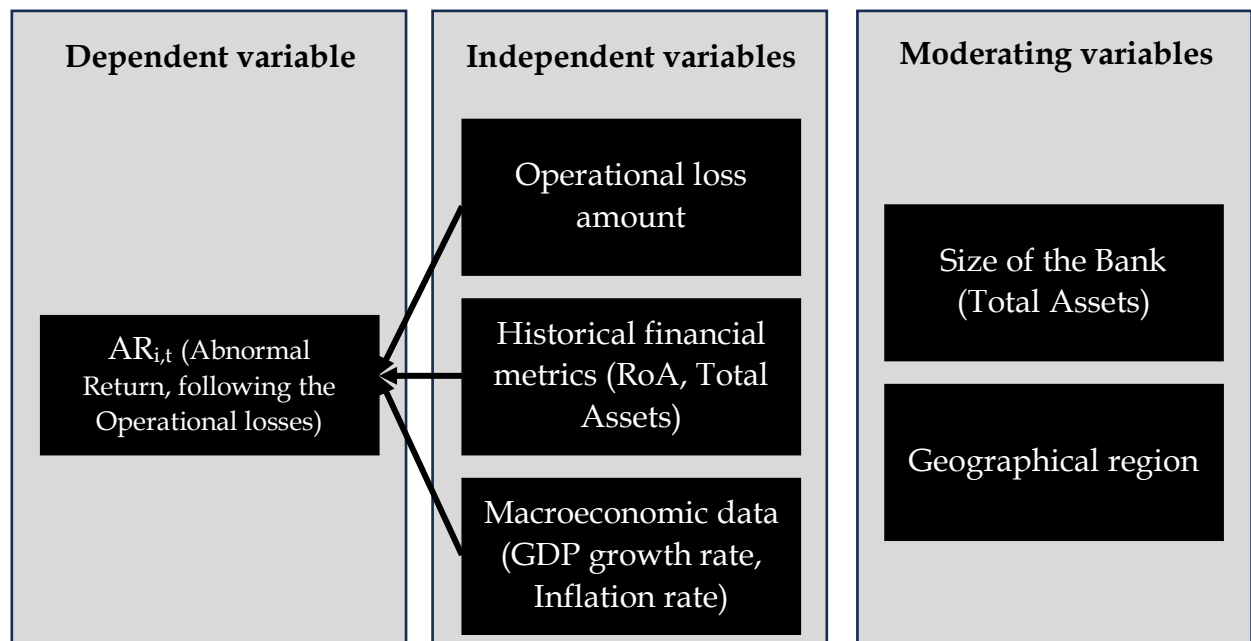 Dependent variable
AR_{i,t} (Abnormal
Return, following the
Operational losses)
Independent variables
Operational loss
amount
Historical financial
metrics (RoA, Total
Assets)
Macroeconomic data
(GDP growth rate,
Inflation rate)
Moderating variables
Size of the Bank
(Total Assets)
Geographical region